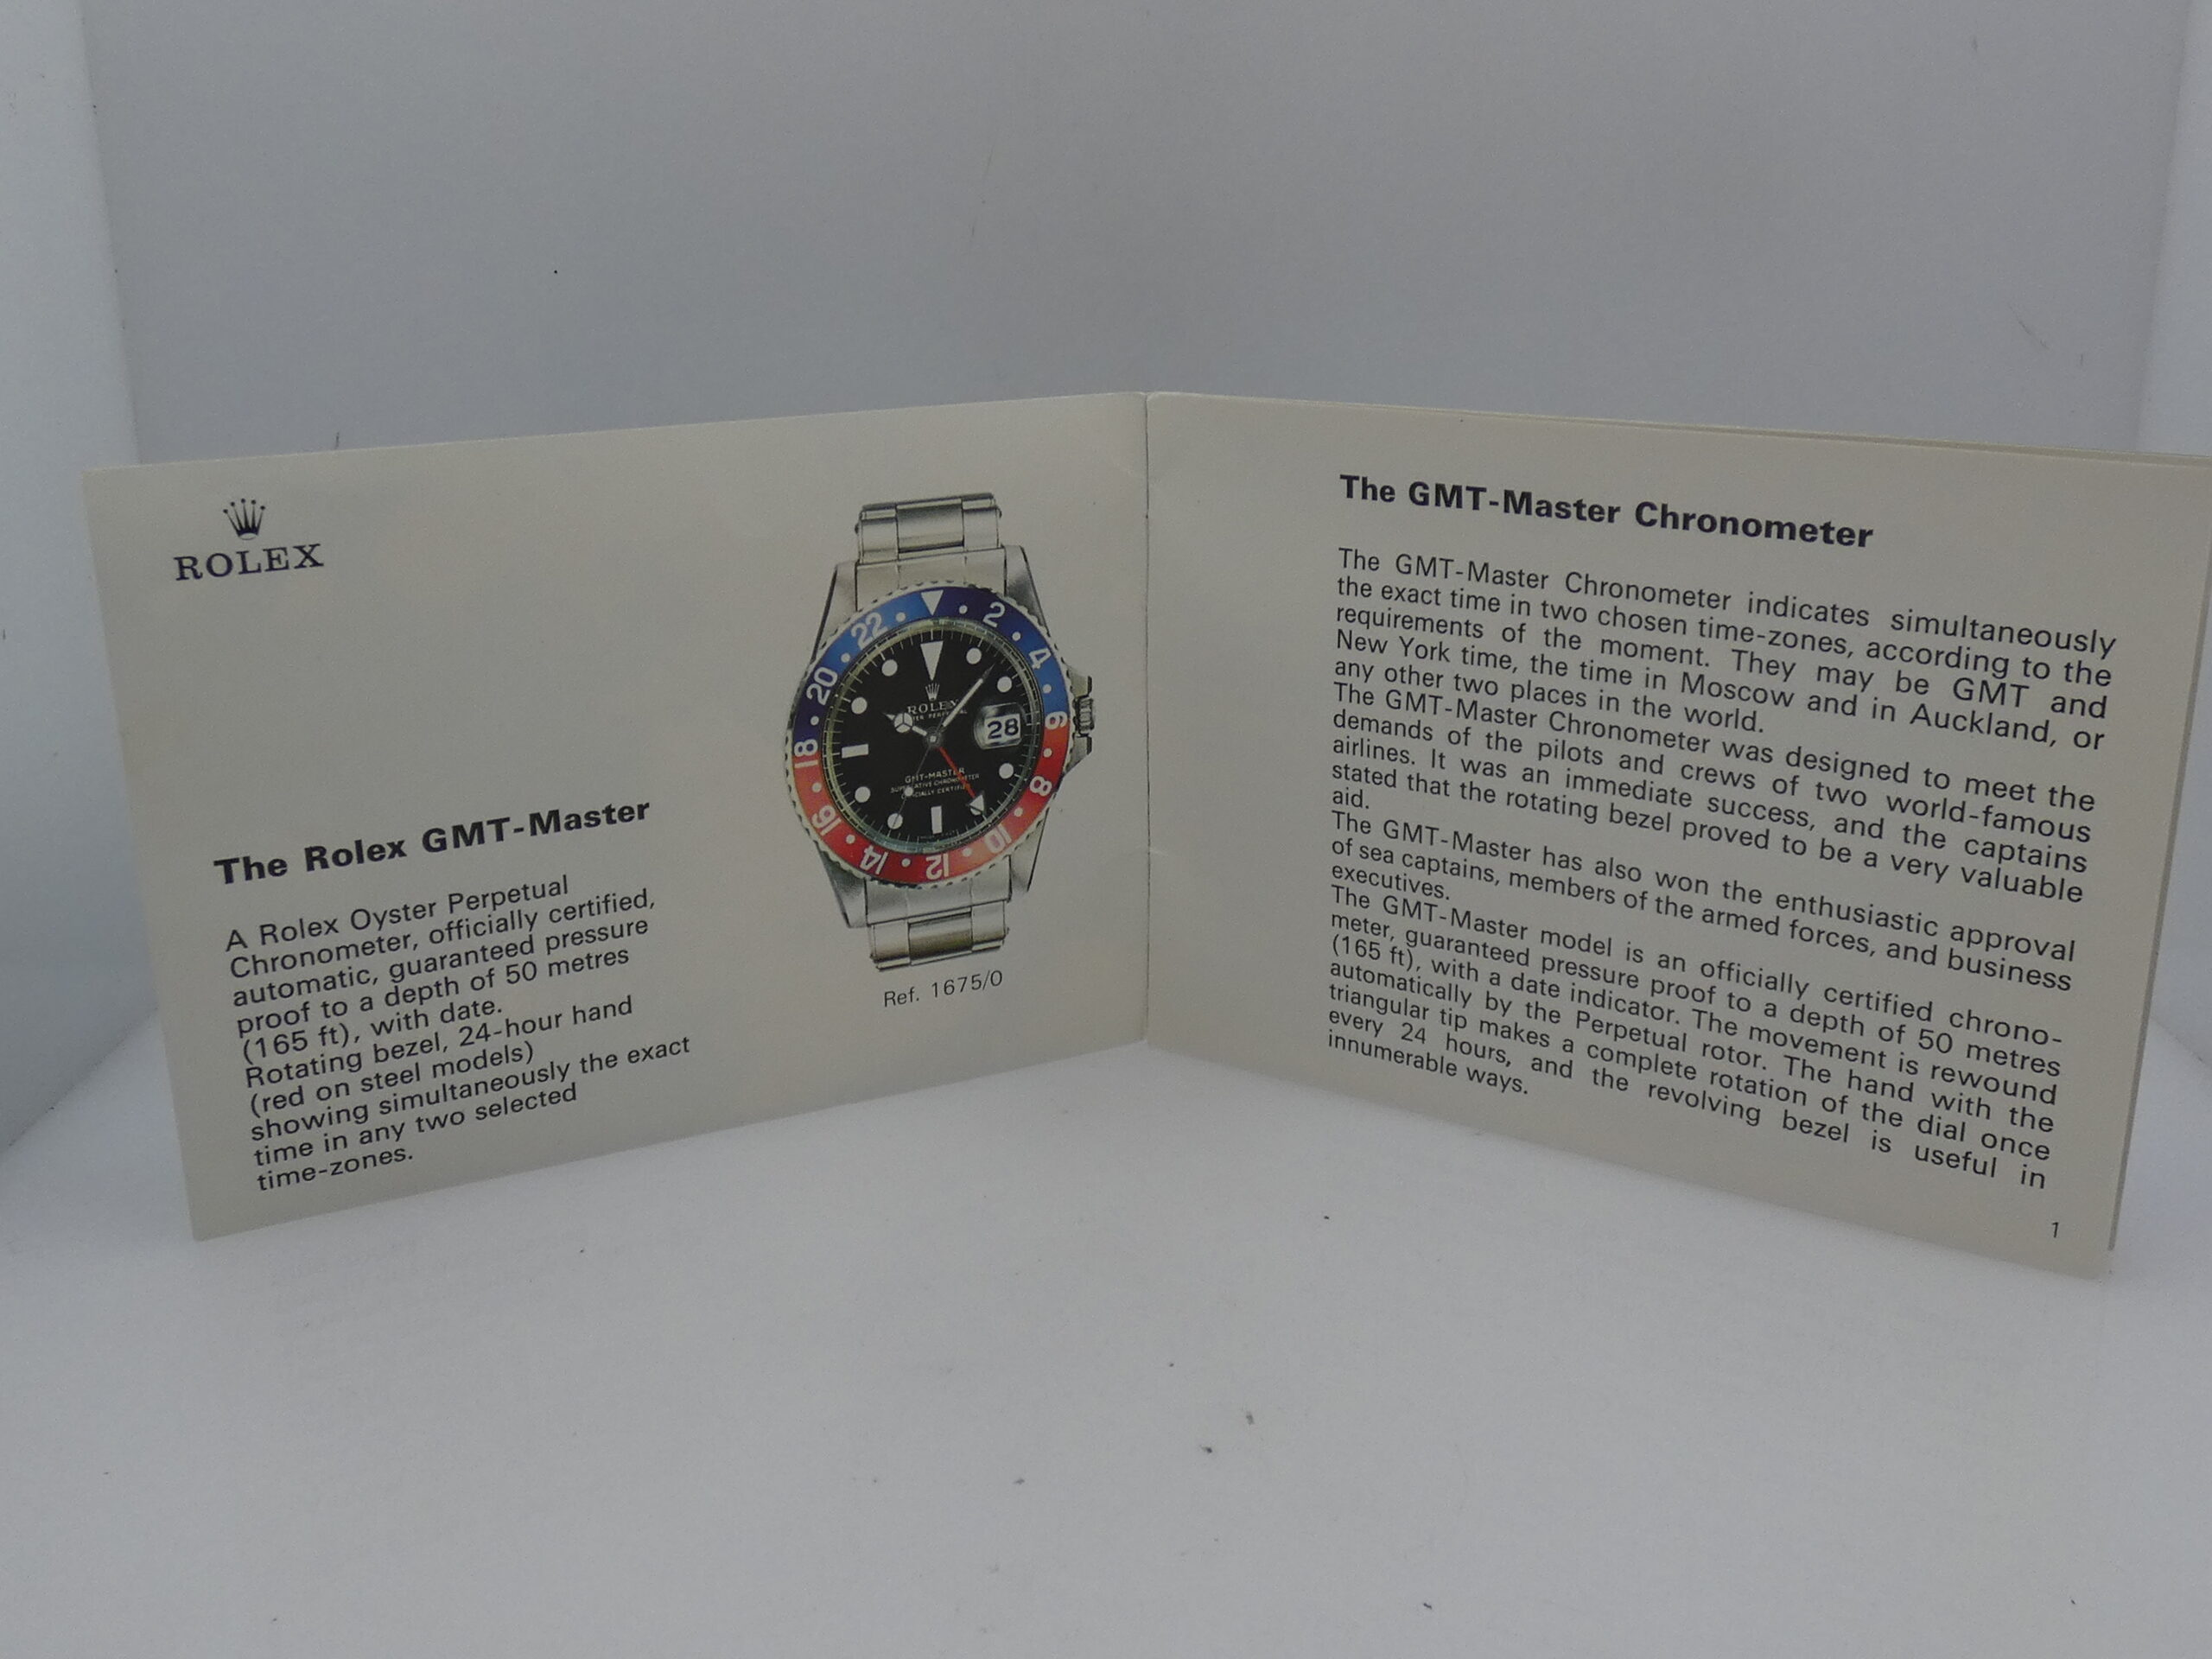 ROLEX
The Rolex GMT-Master
A Rolex Oyster Perpetual
Chronometer, officially certified,
automatic, guaranteed pressure
proof to a depth of 50 metres
(165 ft), with date.
Rotating bezel, 24-hour hand
(red on steel models)
showing simultaneously the exact
time in any two selected
time-zones.
2
4
6
8
10
12
14
16
18
20
22
ROLEX
28
GMT-MASTER
Ref. 1675/0
The GMT-Master Chronometer
The GMT-Master Chronometer indicates simultaneously
the exact time in two chosen time-zones, according to the
requirements of the moment. They may be GMT and
New York time, the time in Moscow and in Auckland, or
any other two places in the world.
The GMT-Master Chronometer was designed to meet the
demands of the pilots and crews of two world-famous
airlines. It was an immediate success, and the captains
stated that the rotating bezel proved to be a very valuable
aid.
The GMT-Master has also won the enthusiastic approval
of sea captains, members of the armed forces, and business
executives.
The GMT-Master model is an officially certified chrono-
meter, guaranteed pressure proof to a depth of 50 metres
(165 ft), with a date indicator. The movement is rewound
automatically by the Perpetual rotor. The hand with the
triangular tip makes a complete rotation of the dial once
every 24 hours, and the revolving bezel is useful in
innumerable ways.
1